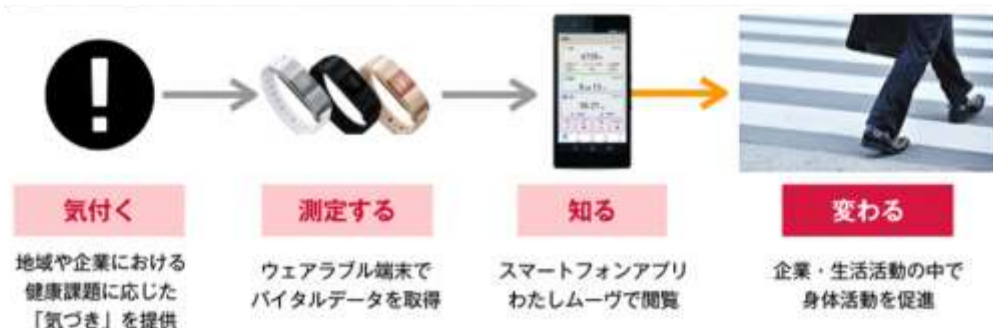 気付く
地域や企業における
健康課題に応じた
「気づき」を提供
測定する
ウェアラブル端末で
バイタルデータを取得
知る
スマートフォンアプリ
わたしムーヴで閲覧
変わる
企業・生活活動の中で
身体活動を促進